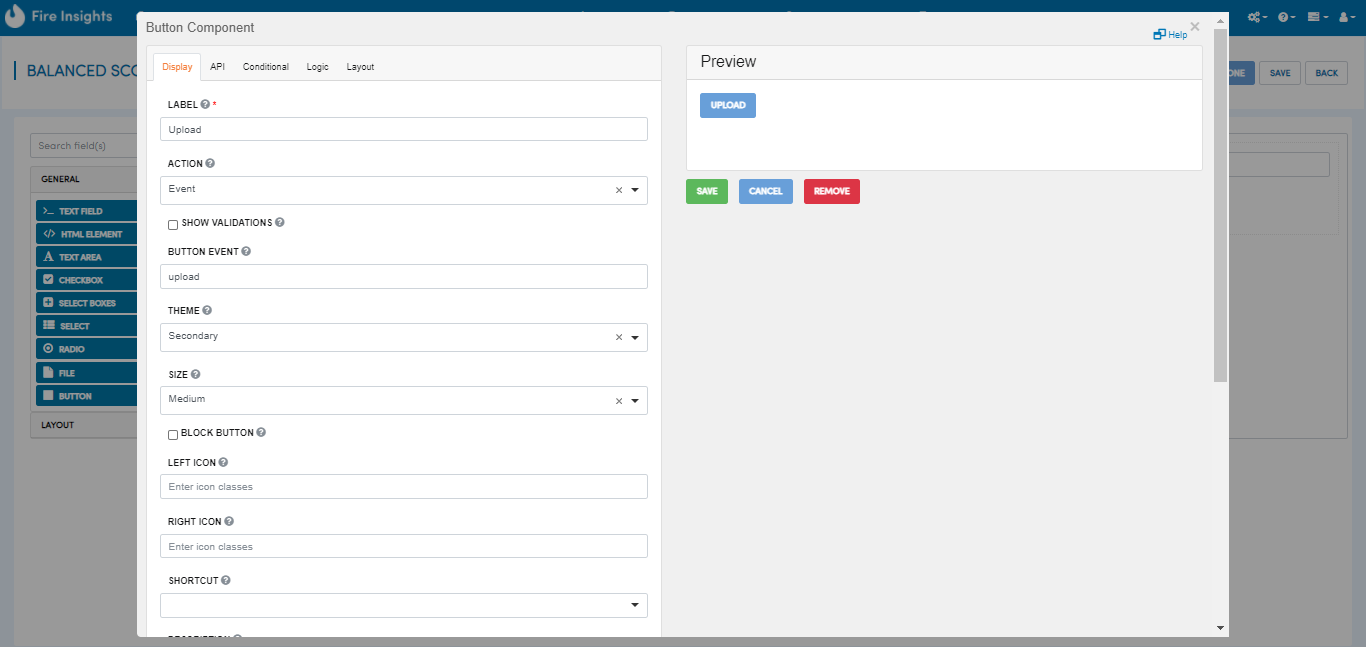 Fire Insights
BALANCED SCO
Search field(s)
GENERAL
TEXT FIELD
HTML ELEMENT
TEXT AREA
CHECKBOX
SELECT BOXES
SELECT
RADIO
FILE
BUTTON
LAYOUT
SAVE
BACK
Button Component
Help
Display API Conditional Logic Layout
LABEL *
Upload
ACTION
Event
SHOW VALIDATIONS
BUTTON EVENT
upload
THEME
Secondary
SIZE
Medium
BLOCK BUTTON
LEFT ICON
Enter icon classes
RIGHT ICON
Enter icon classes
SHORTCUT
Preview
UPLOAD
SAVE CANCEL REMOVE